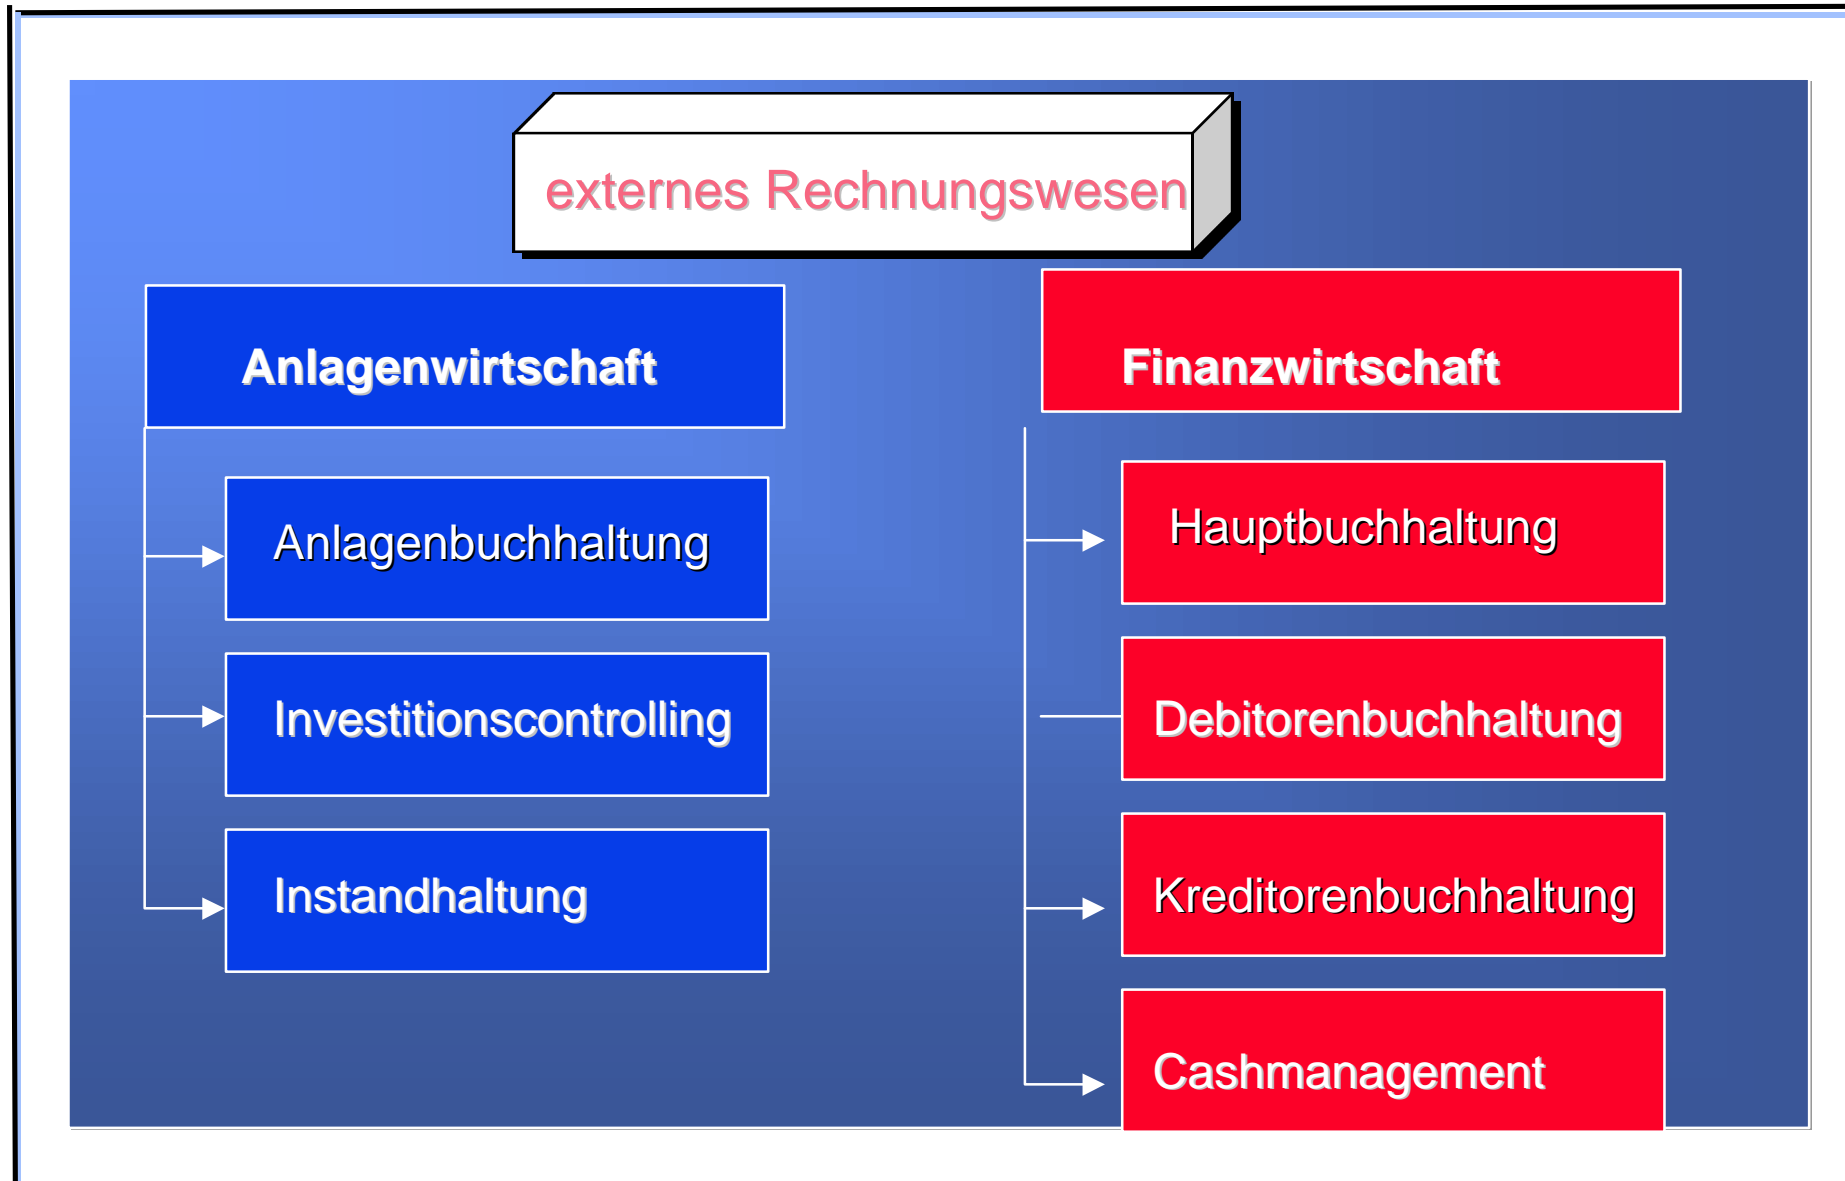 externes Rechnungswesen
Anlagenwirtschaft
Anlagenbuchhaltung
Investitionscontrolling
Instandhaltung
Finanzwirtschaft
Hauptbuchhaltung
Debitorenbuchhaltung
Kreditorenbuchhaltung
Cashmanagement